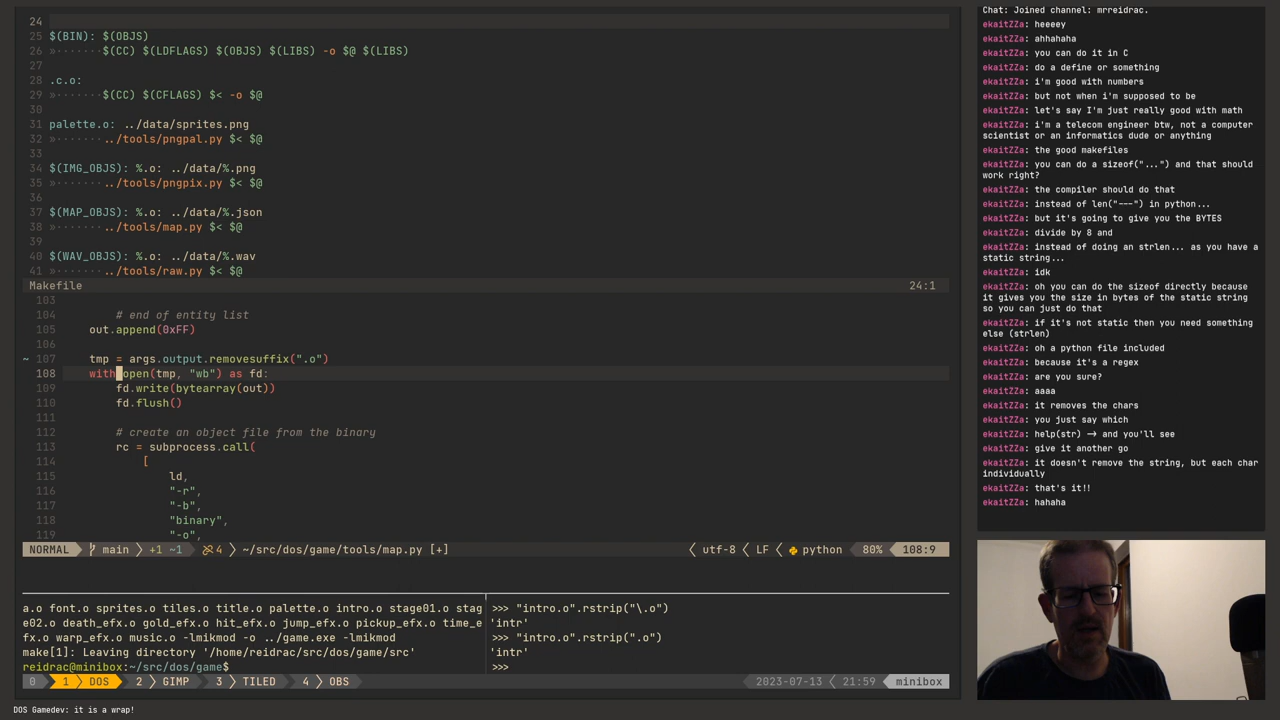 24
25 $(BIN): $(OBJS)
26 »·······$(CC) $(LDFLAGS) $(OBJS) $(LIBS) -o $@ $(LIBS)
27
28 .c.o:
29 »·······$(CC) $(CFLAGS) $< -o $@
30
31 palette.o: ../data/sprites.png
32 »·······../tools/pngpal.py $< $@
33
34 $(IMG_OBJS): %.o: ../data/%.png
35 »·······../tools/pngpix.py $< $@
36
37 $(MAP_OBJS): %.o: ../data/%.json
38 »·······../tools/map.py $< $@
39
40 $(WAV_OBJS): %.o: ../data/%.wav
41 »·······../tools/raw.py $< $@
Makefile 24:1
103
104 # end of entity list
105 out.append(0xFF)
106
~ 107 tmp = args.output.removesuffix(".o")
108 with open(tmp, "wb") as fd:
109 fd.write(bytearray(out))
110 fd.flush()
111
112 # create an object file from the binary
113 rc = subprocess.call(
114 [
115 ld,
116 "-r",
117 "-b",
118 "binary",
119 "-o",
NORMAL main +1 ~1 4 ~/src/dos/game/tools/map.py [+] utf-8 LF python 80% 108:9
a.o font.o sprites.o tiles.o title.o palette.o intro.o stage01.o stag
e02.o death_efx.o gold_efx.o hit_efx.o jump_efx.o pickup_efx.o time_e
fx.o warp_efx.o music.o -lmikmod -o ../game.exe -lmikmod
make[1]: Leaving directory '/home/reidrac/src/dos/game/src'
reidrac@minibox:~/src/dos/game$
>>> "intro.o".rstrip("\.o")
'intr'
>>> "intro.o".rstrip(".o")
'intr'
>>>
0 1 DOS 2 GIMP 3 TILED 4 OBS 2023-07-13 21:59 minibox
DOS Gamedev: it is a wrap!
Chat: Joined channel: mrreidrac.
ekaitZZa: heeeey
ekaitZZa: ahhahaha
ekaitZZa: you can do it in C
ekaitZZa: do a define or something
ekaitZZa: i'm good with numbers
ekaitZZa: but not when i'm supposed to be
ekaitZZa: let's say I'm just really good with math
ekaitZZa: i'm a telecom engineer btw, not a computer
scientist or an informatics dude or anything
ekaitZZa: the good makefiles
ekaitZZa: you can do a sizeof("...") and that should
work right?
ekaitZZa: the compiler should do that
ekaitZZa: instead of len("---") in python...
ekaitZZa: but it's going to give you the BYTES
ekaitZZa: divide by 8 and
ekaitZZa: instead of doing an strlen... as you have a
static string...
ekaitZZa: idk
ekaitZZa: oh you can do the sizeof directly because
it gives you the size in bytes of the static string
so you can just do that
ekaitZZa: if it's not static then you need something
else (strlen)
ekaitZZa: oh a python file included
ekaitZZa: because it's a regex
ekaitZZa: are you sure?
ekaitZZa: aaaa
ekaitZZa: it removes the chars
ekaitZZa: you just say which
ekaitZZa: help(str) → and you'll see
ekaitZZa: give it another go
ekaitZZa: it doesn't remove the string, but each char
individually
ekaitZZa: that's it!!
ekaitZZa: hahaha